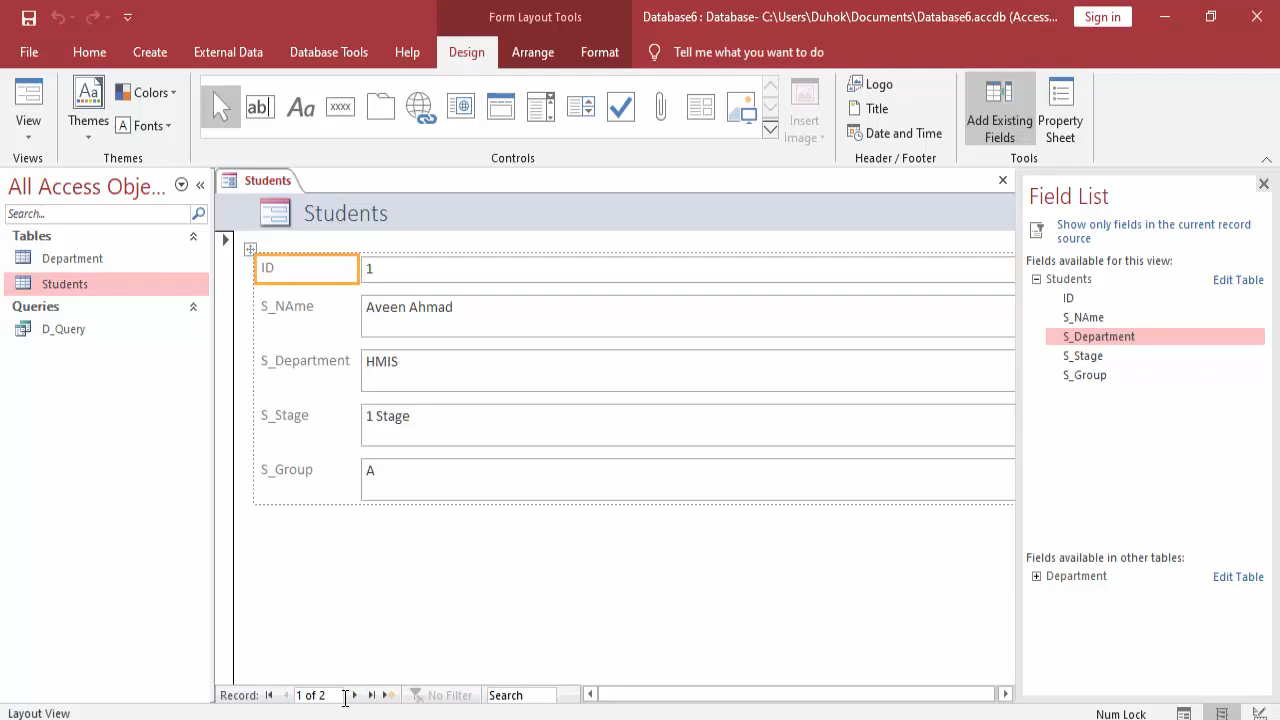 Form Layout Tools
Database6 : Database- C:\Users\Duhok\Documents\Database6.accdb (Acces...
Sign in
File
Home
Create
External Data
Database Tools
Help
Design
Arrange
Format
Tell me what you want to do
View
Themes
Colors
Fonts
Insert Image
Logo
Title
Date and Time
Add Existing Fields
Property Sheet
Views
Themes
Controls
Header / Footer
Tools
All Access Obje...
Search...
Tables
Department
Students
Queries
D_Query
Students
Students
ID
1
S_NAme
Aveen Ahmad
S_Department
HMIS
S_Stage
1 Stage
S_Group
A
Record:
1 of 2
No Filter
Search
Field List
Show only fields in the current record
source
Fields available for this view:
Students
Edit Table
ID
S_NAme
S_Department
S_Stage
S_Group
Fields available in other tables:
Department
Edit Table
Layout View
Num Lock